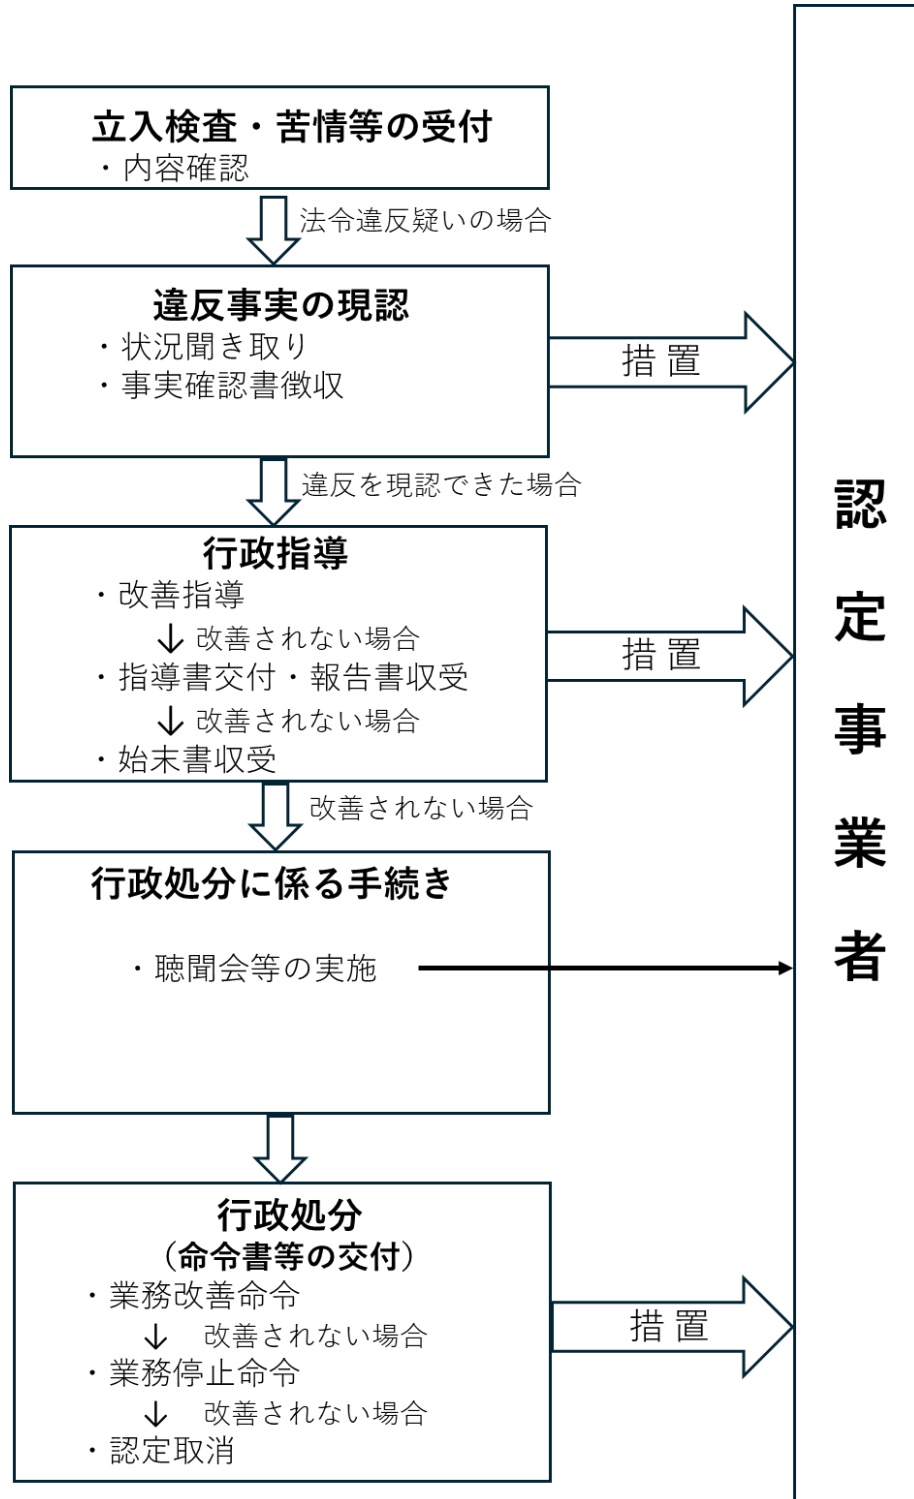 立入検査・苦情等の受付
・内容確認
法令違反疑いの場合
違反事実の現認
・状況聞き取り
・事実確認書徴収
措 置
違反を現認できた場合
行政指導
・改善指導
↓ 改善されない場合
・指導書交付・報告書収受
↓ 改善されない場合
・始末書収受
措 置
改善されない場合
行政処分に係る手続き
・聴聞会等の実施
行政処分
（命令書等の交付）
・業務改善命令
↓ 改善されない場合
・業務停止命令
↓ 改善されない場合
・認定取消
措 置
認定事業者